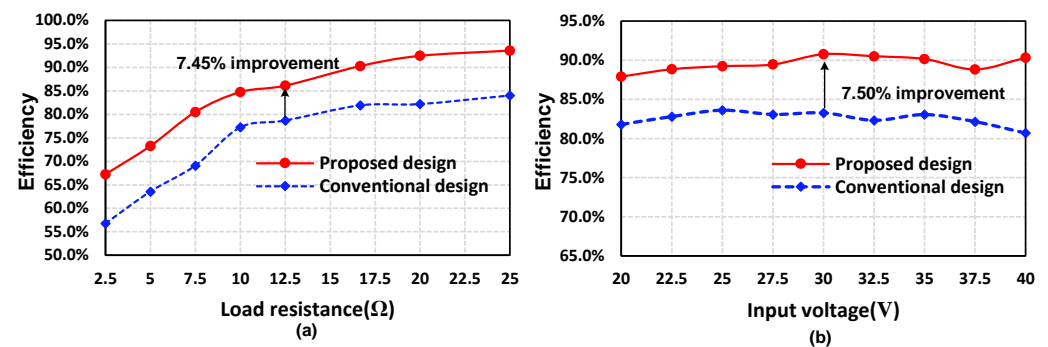 100.0%
95.0%
90.0%
85.0%
80.0%
75.0%
70.0%
65.0%
60.0%
55.0%
50.0%
Efficiency
7.45% improvement
Proposed design
Conventional design
2.5 5 7.5 10 12.5 15 17.5 20 22.5 25
Load resistance(Ω)
(a)
95.0%
90.0%
85.0%
80.0%
75.0%
70.0%
65.0%
Efficiency
7.50% improvement
Proposed design
Conventional design
20 22.5 25 27.5 30 32.5 35 37.5 40
Input voltage(V)
(b)